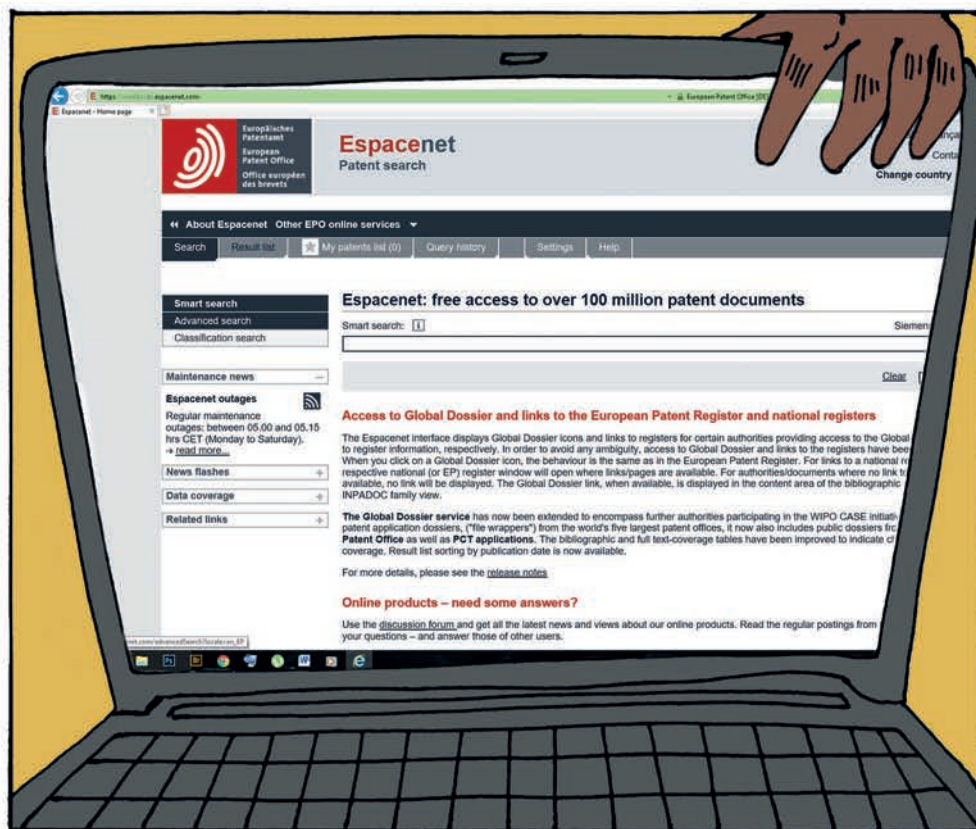 https://
espacenet.com
European Patent Office [DE]
Espacenet - Home page
Europäisches
Patentamt
European
Patent Office
Office européen
des brevets
Espacenet
Patent search
Change country
About Espacenet Other EPO online services
Search Result list My patents list (0) Query history Settings Help
Smart search
Advanced search
Classification search
Espacenet: free access to over 100 million patent documents
Smart search: i Siemen
Clear
Maintenance news
Espacenet outages
Regular maintenance
outages: between 05.00 and 05.15
hrs CET (Monday to Saturday).
→ read more...
News flashes +
Data coverage +
Related links +
Access to Global Dossier and links to the European Patent Register and national registers
The Espacenet interface displays Global Dossier icons and links to registers for certain authorities providing access to the Global
to register information, respectively. In order to avoid any ambiguity, access to Global Dossier and links to the registers have been
When you click on a Global Dossier icon, the behaviour is the same as in the European Patent Register. For links to a national re
respective national (or EP) register window will open where links/pages are available. For authorities/documents where no link
available, no link will be displayed. The Global Dossier link, when available, is displayed in the content area of the bibliographic
INPADOC family view.
The Global Dossier service has now been extended to encompass further authorities participating in the WIPO CASE initiati
patent application dossiers, ("file wrappers") from the world's five largest patent offices, it now also includes public dossiers
Patent Office as well as PCT applications. The bibliographic and full text-coverage tables have been improved to indicate
coverage. Result list sorting by publication date is now available.
For more details, please see the release notes
Online products – need some answers?
Use the discussion forum and get all the latest news and views about our online products. Read the regular postings from
your questions – and answer those of other users.
Ps Br W e